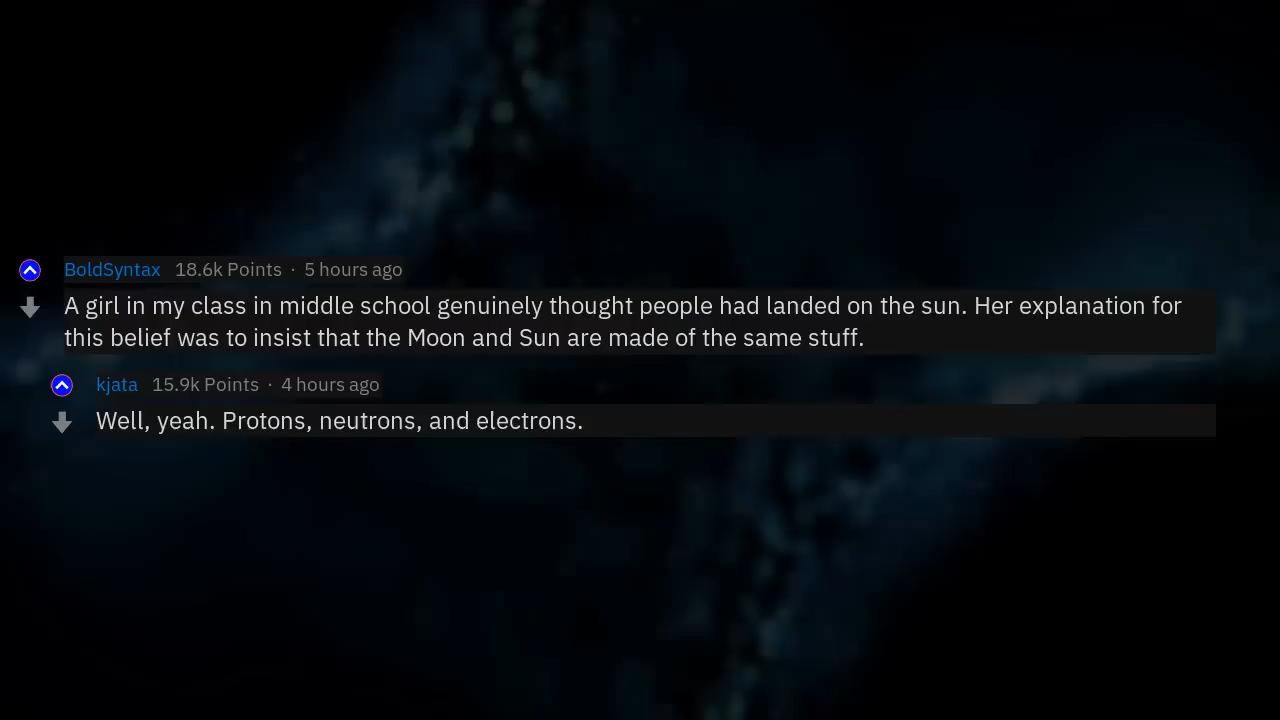 BoldSyntax 18.6k Points · 5 hours ago
A girl in my class in middle school genuinely thought people had landed on the sun. Her explanation for
this belief was to insist that the Moon and Sun are made of the same stuff.
kjata 15.9k Points · 4 hours ago
Well, yeah. Protons, neutrons, and electrons.